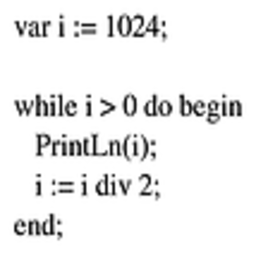 var i := 1024;
while i > 0 do begin
PrintLn(i);
i := i div 2;
end;